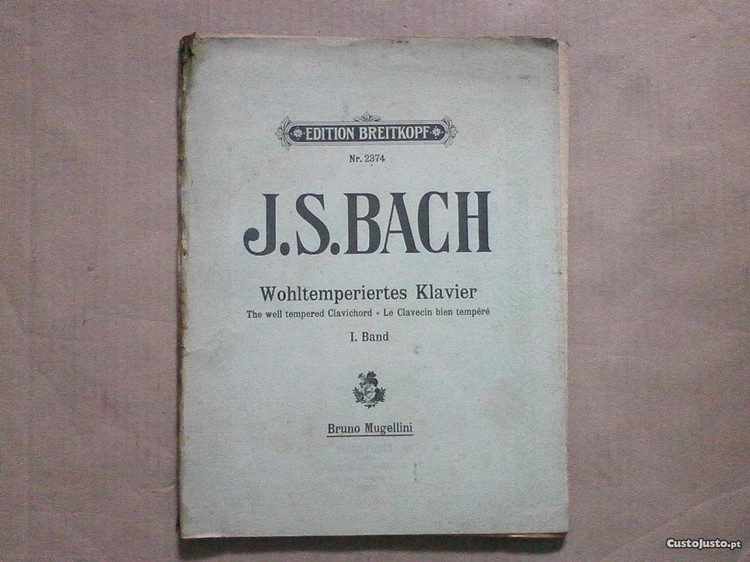 EDITION BREITKOPF
Nr. 2374
J.S.BACH
Wohltemperiertes Klavier
The well tempered Clavichord - Le Clavecin bien tempéré
I. Band
Bruno Mugellini
CustoJusto.pt